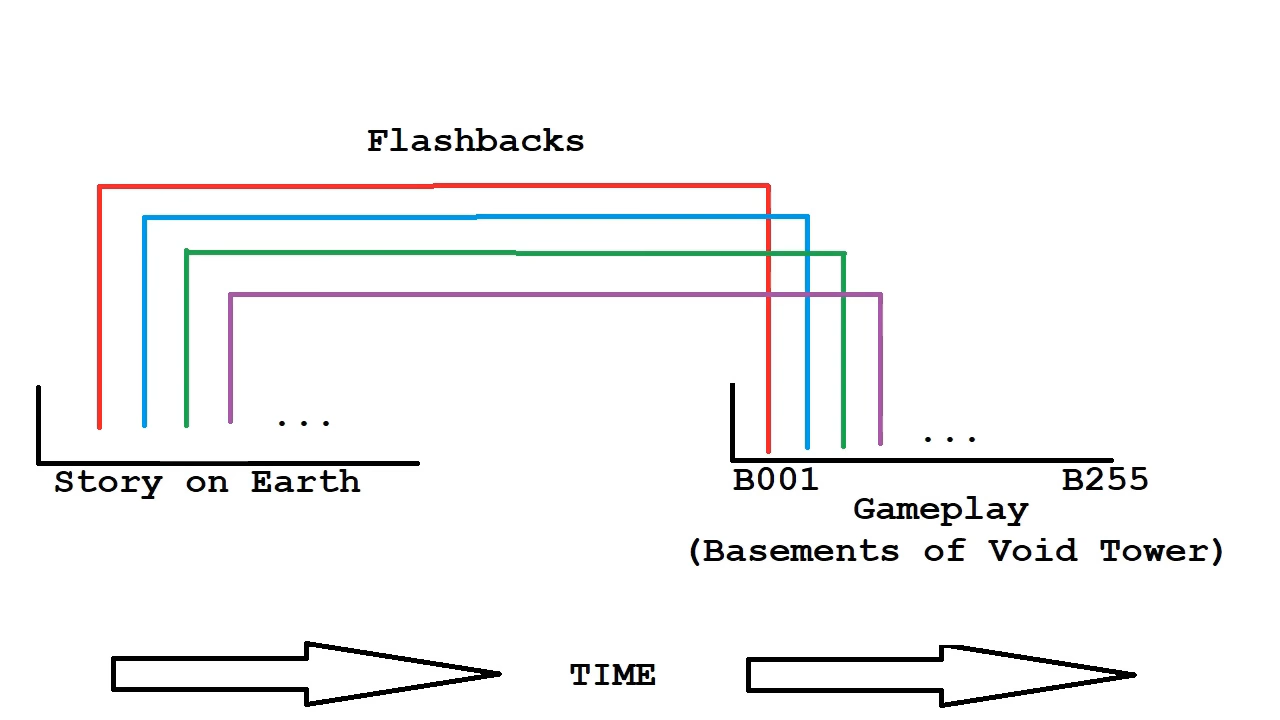 Flashbacks
...
...
Story on Earth
B001
B255
Gameplay
(Basements of Void Tower)
TIME